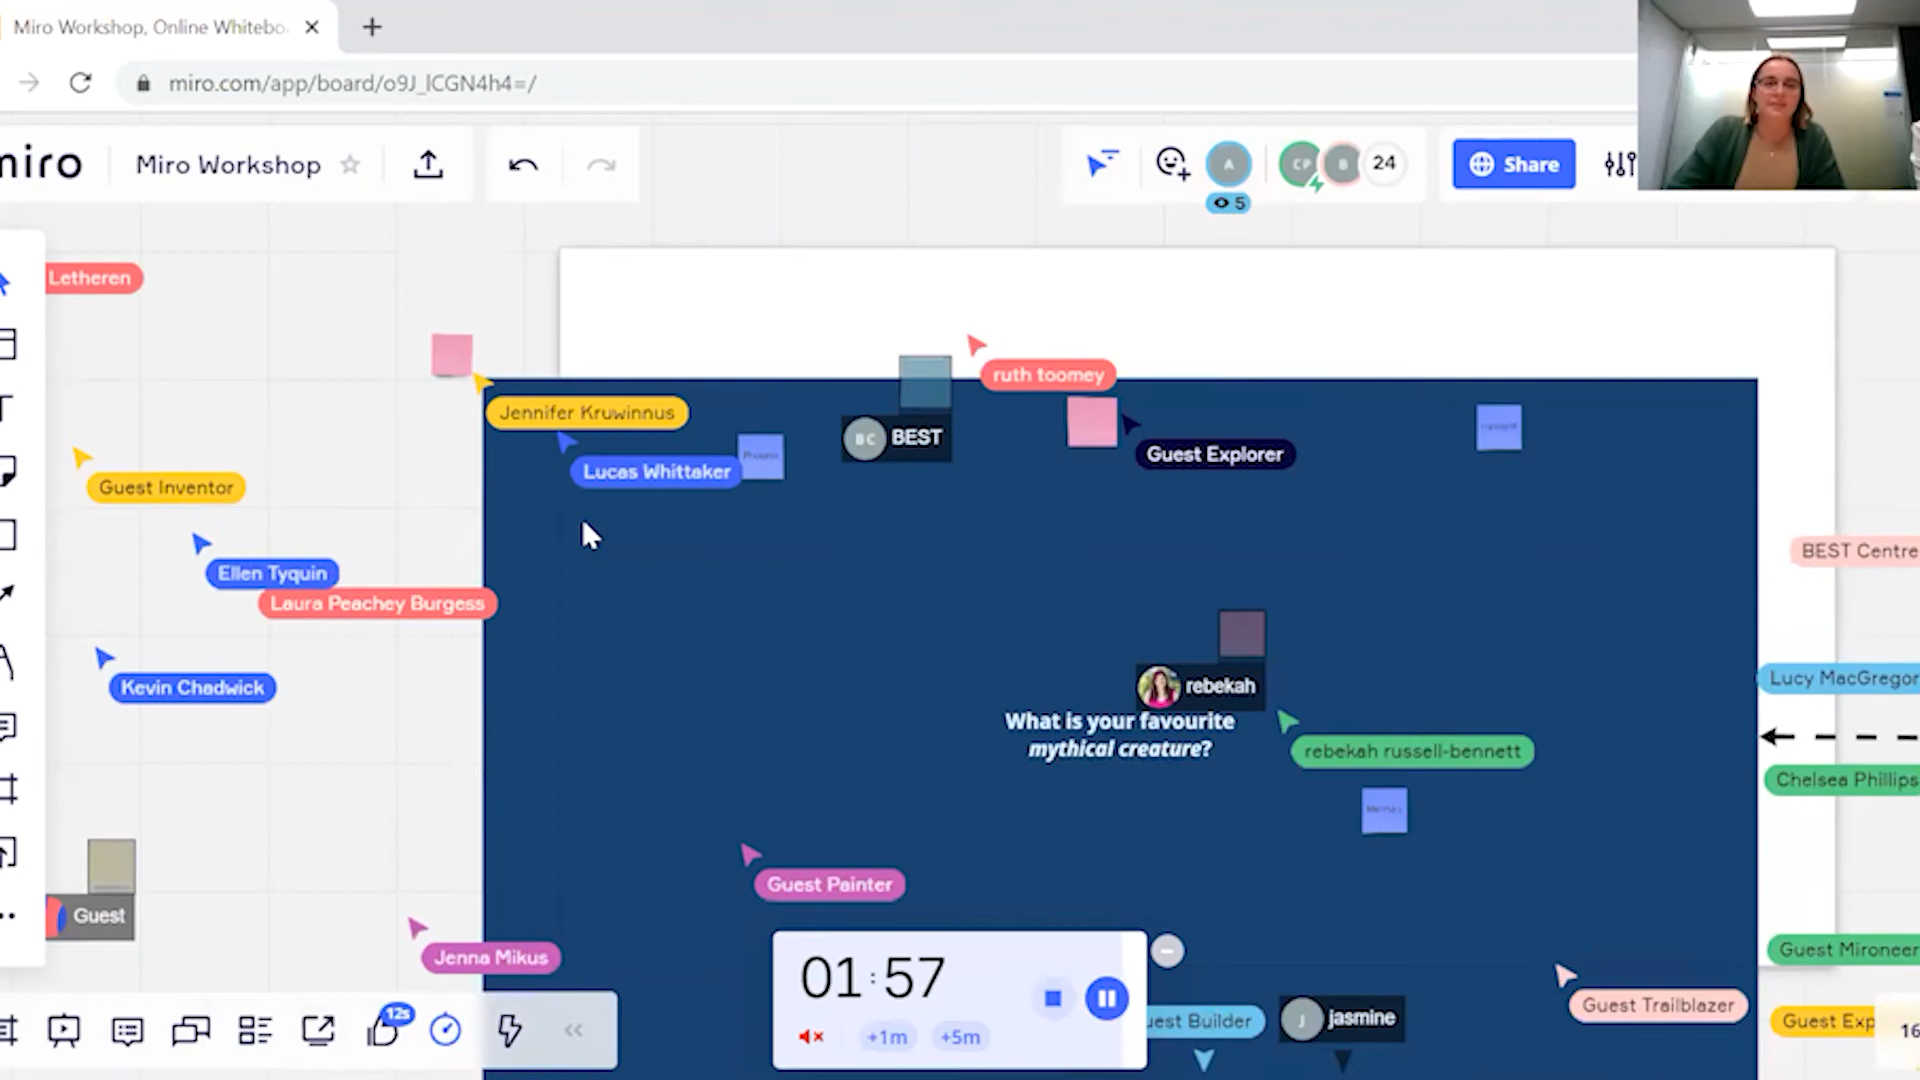 Miro Workshop, Online Whitebo
miro.com/app/board/o9J_lCGN4h4=/
miro
Miro Workshop
A
CP
B
24
Share
5
Letheren
ruth toomey
Jennifer Kruwinnus
BC BEST
Guest Explorer
Lucas Whittaker
Guest Inventor
BEST Centre
Ellen Tyquin
Laura Peachey Burgess
Lucy MacGregor
Kevin Chadwick
rebekah
What is your favourite
mythical creature?
rebekah russell-bennett
Chelsea Phillips
Guest Painter
Guest
Jenna Mikus
Guest Mironeer
01:57
Guest Trailblazer
uest Builder
J jasmine
Guest Exp
16
12s
+1m
+5m